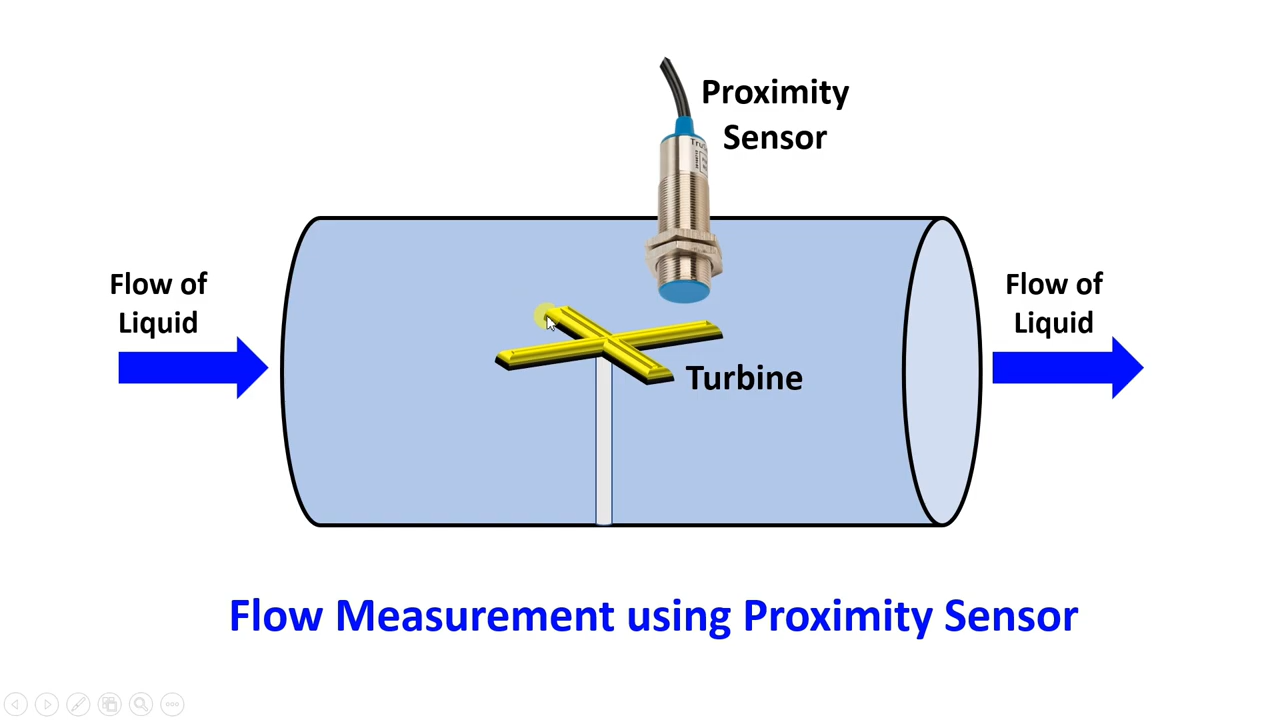 Proximity
Sensor
Flow of
Liquid
Flow of
Liquid
Turbine
Flow Measurement using Proximity Sensor